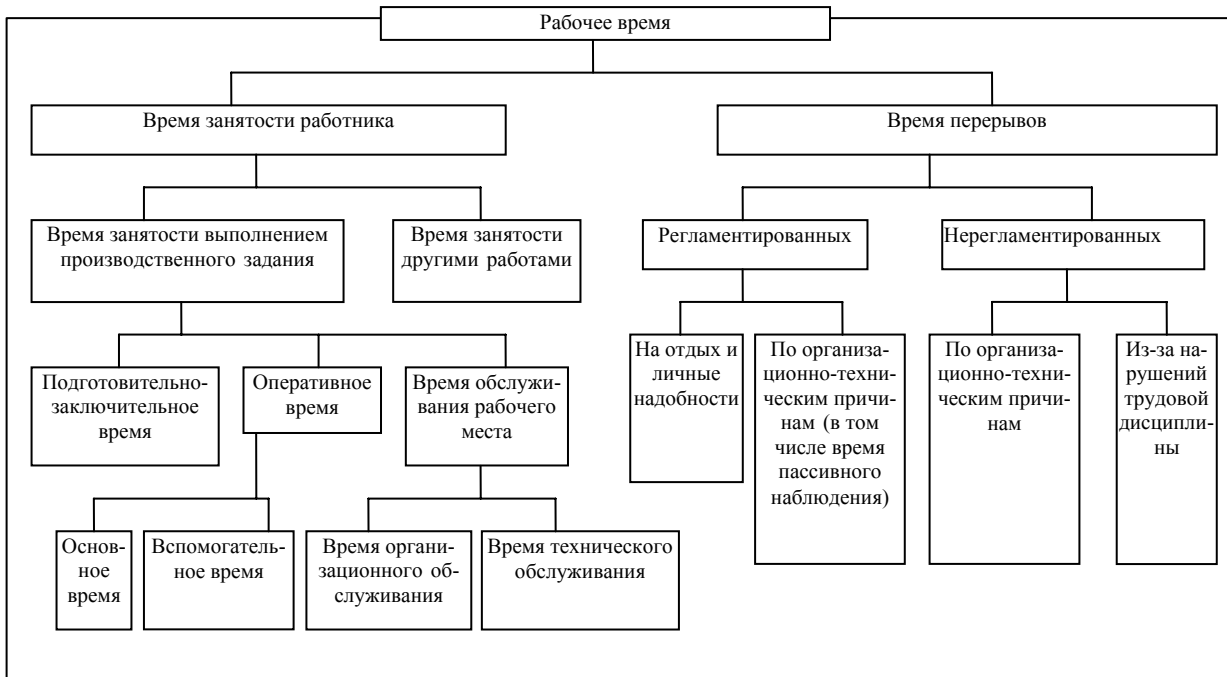 Рабочее время
Время занятости работника
Время перерывов
Время занятости выполнением
производственного задания
Время занятости
другими работами
Регламентированных
Нерегламентированных
Подготовительно-
заключительное
время
Оперативное
время
Время обслужи-
вания рабочего
места
На отдых и
личные
надобности
По организа-
ционно-техни-
ческим причи-
нам (в том
числе время
пассивного
наблюдения)
По организа-
ционно-техни-
ческим причи-
нам
Из-за на-
рушений
трудовой
дисципли-
ны
Основ-
ное
время
Вспомогатель-
ное время
Время органи-
зационного об-
служивания
Время технического
обслуживания